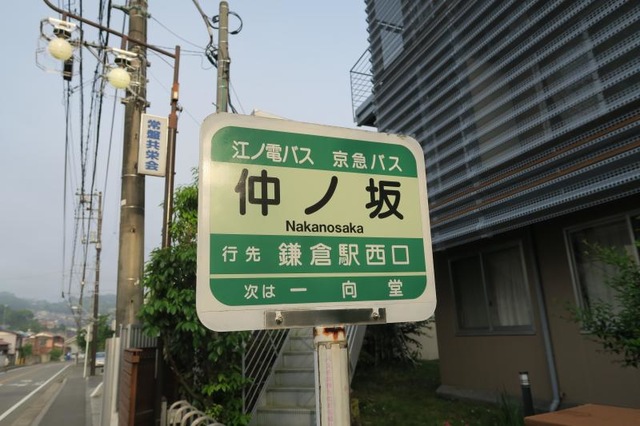 江ノ電バス 京急バス
仲ノ坂
Nakanosaka
行先 鎌倉駅西口
次は 一向堂
常盤共栄会